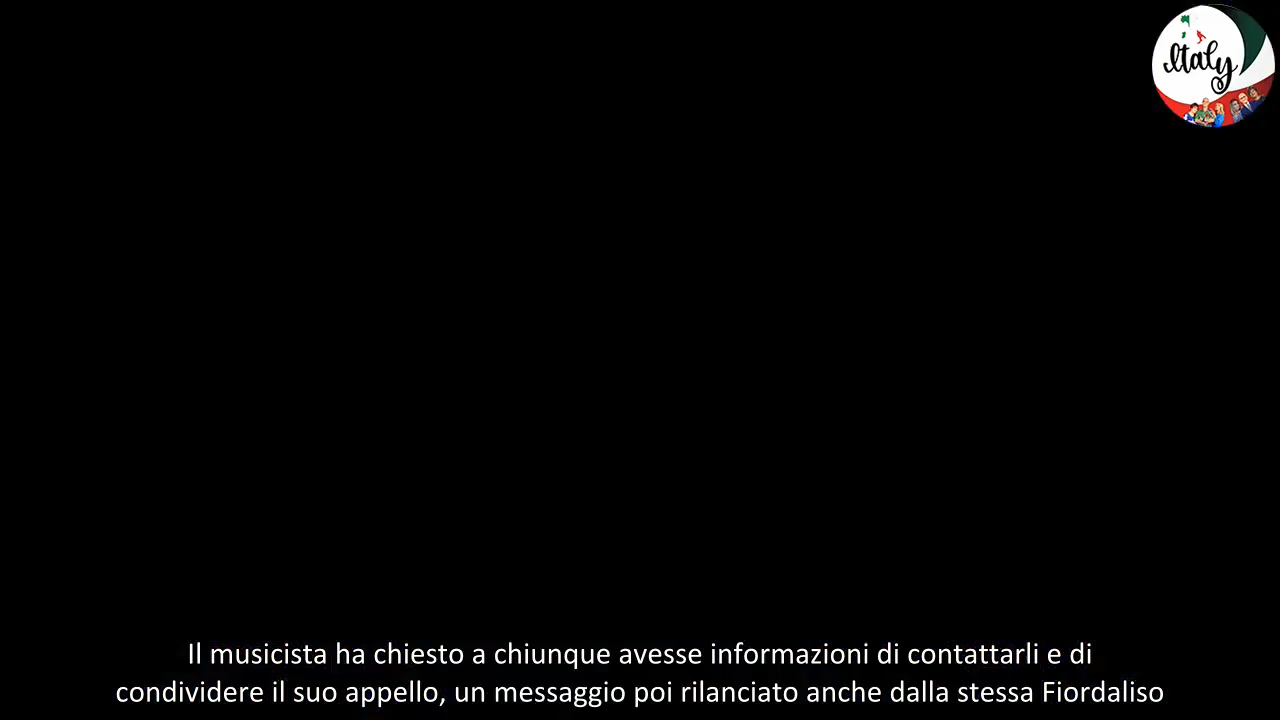 Italy
Il musicista ha chiesto a chiunque avesse informazioni di contattarli e di
condividere il suo appello, un messaggio poi rilanciato anche dalla stessa Fiordaliso